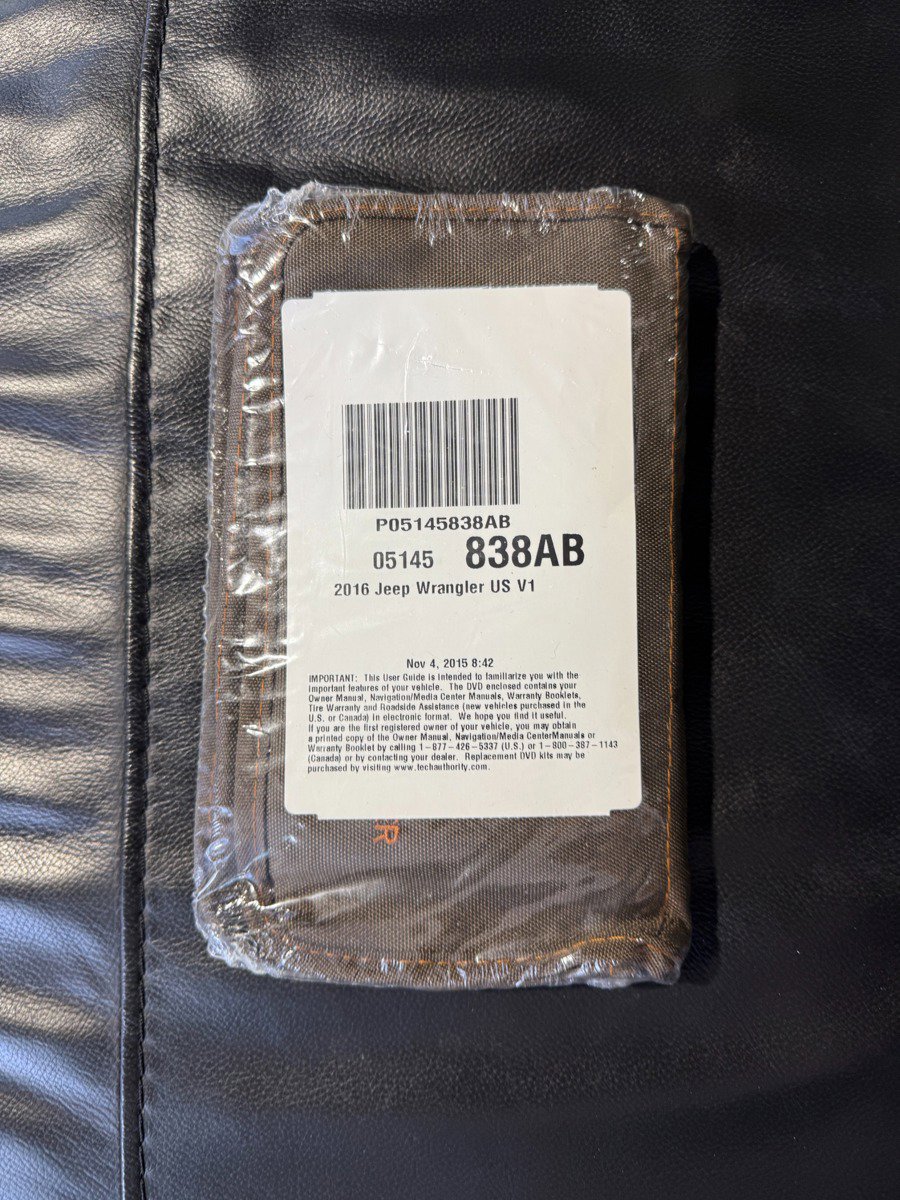 P05145838AB
05145 838AB
2016 Jeep Wrangler US V1
Nov 4, 2015 8:42
IMPORTANT: This User Guide is intended to familiarize you with the
important features of your vehicle. The DVD enclosed contains your
Owner Manual, Navigation/Media Center Manuals, Warranty Booklets,
Tire Warranty and Roadside Assistance (new vehicles purchased in the
U.S. or Canada) in electronic format. We hope you find it useful.
If you are the first registered owner of your vehicle, you may obtain
a printed copy of the Owner Manual, Navigation/Media CenterManuals or
Warranty Booklet by calling 1-877-426-5337 (U.S.) or 1-800-387-1143
(Canada) or by contacting your dealer. Replacement DVD kits may be
purchased by visiting www.techauthority.com.
R